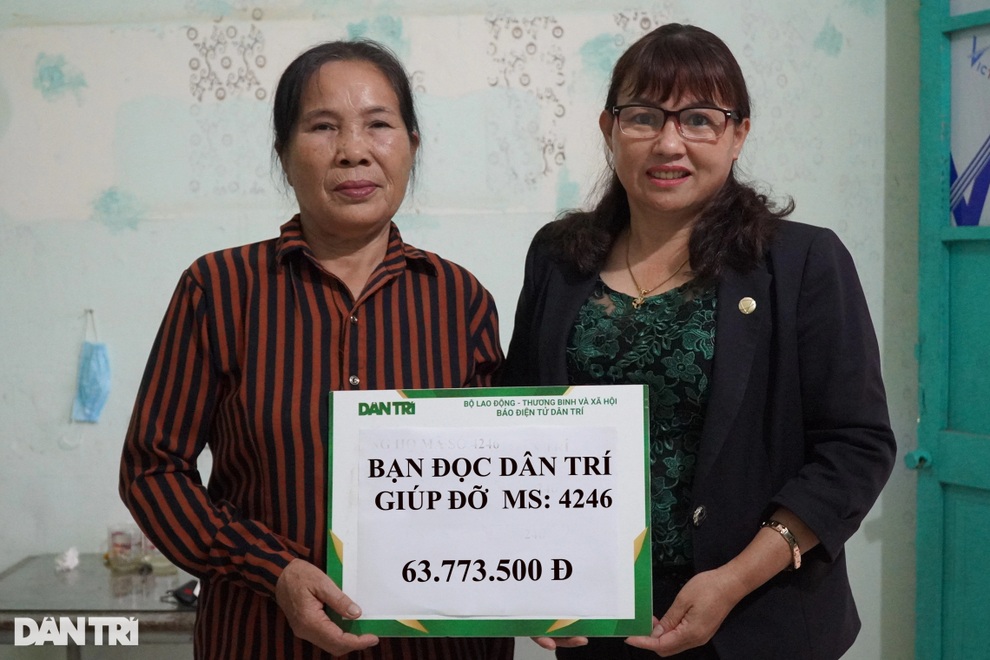 DÂN TRÍ
BỘ LAO ĐỘNG - THƯƠNG BINH VÀ XÃ HỘI
BÁO ĐIỆN TỬ DÂN TRÍ
BẠN ĐỌC DÂN TRÍ
GIÚP ĐỠ MS: 4246
63.773.500 Đ
DÂN TRÍ